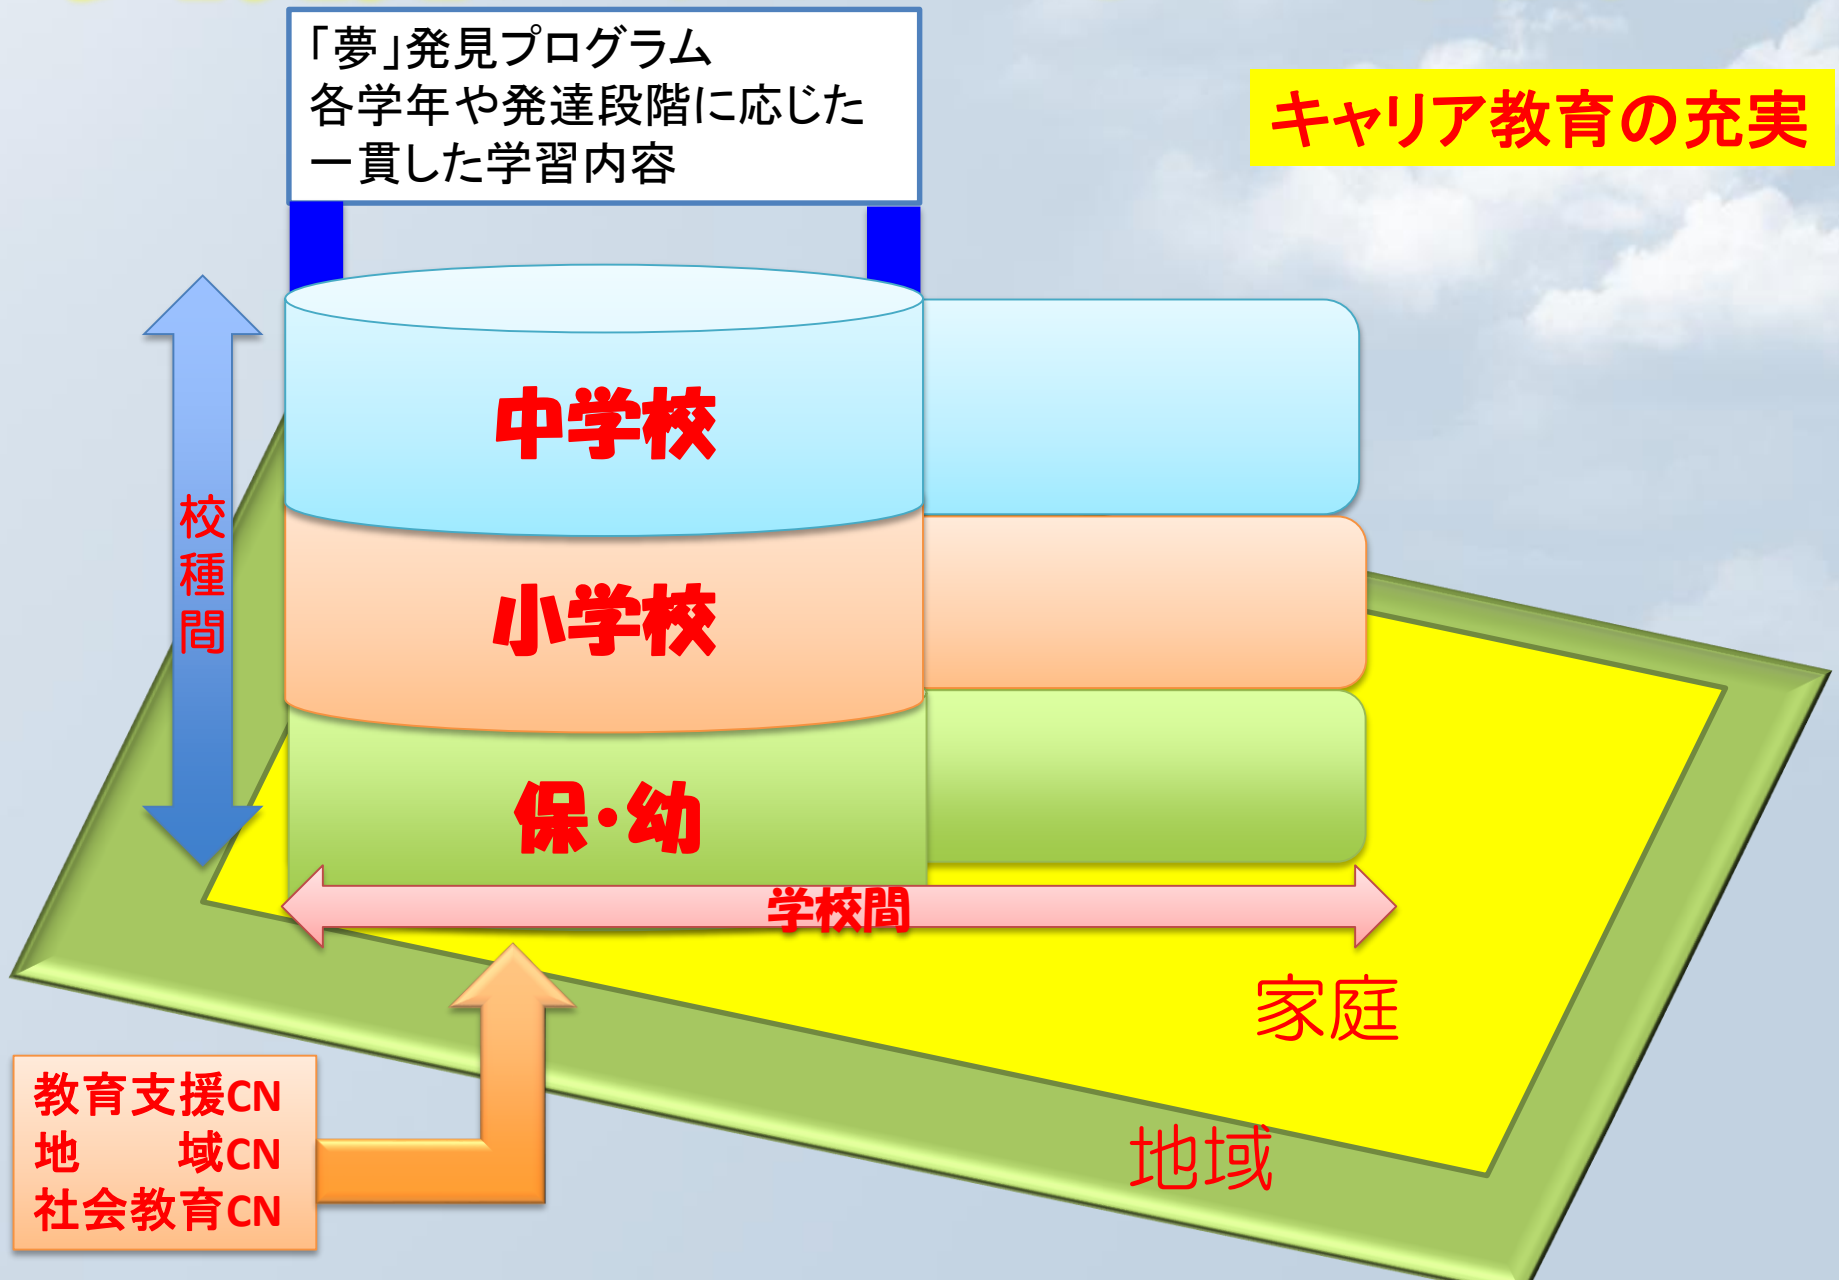 「夢」発見プログラム
各学年や発達段階に応じた
一貫した学習内容
キャリア教育の充実
中学校
校種間
小学校
保・幼
学校間
家庭
地域
教育支援CN
地　　域CN
社会教育CN